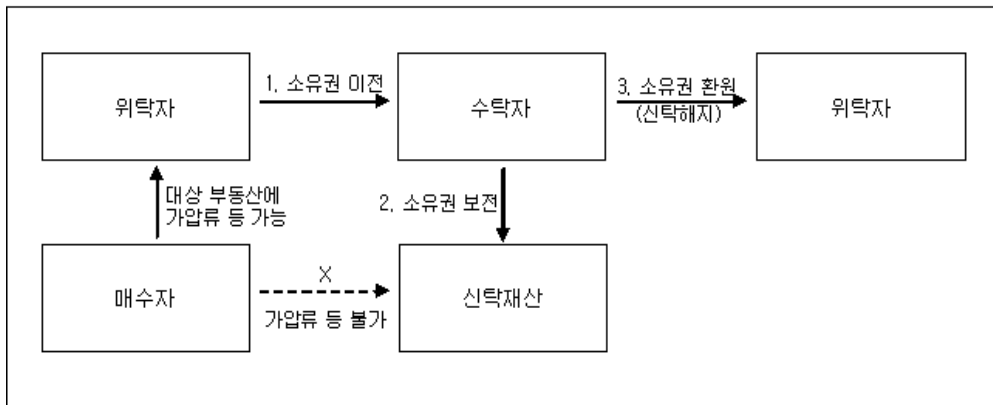 위탁자
1. 소유권 이전
수탁자
3. 소유권 환원
(신탁해지)
위탁자
대상 부동산에
가압류 등 가능
2. 소유권 보전
매수자
X
가압류 등 불가
신탁재산